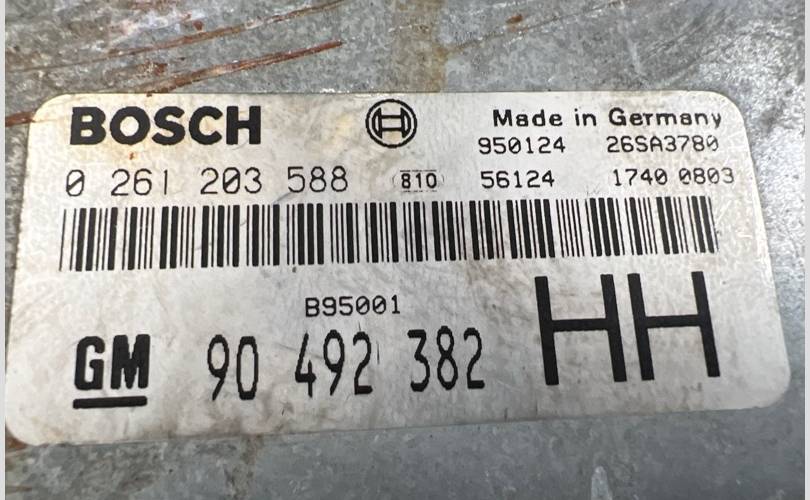 BOSCH
Made in Germany
950124 26SA3780
0 261 203 588 810 56124 1740 0803
B95001
GM 90 492 382 HH